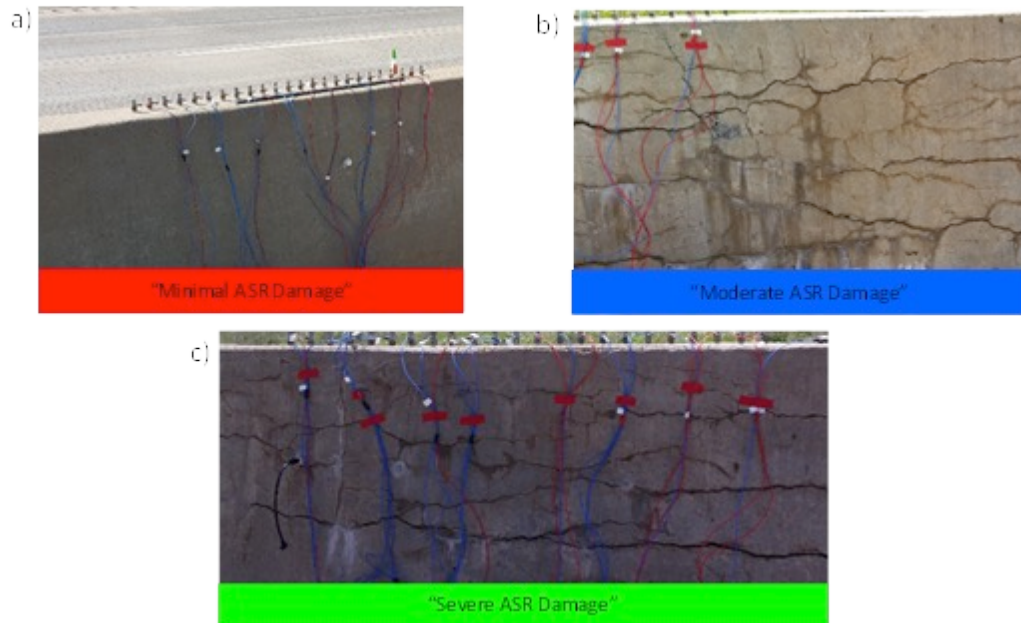 a)
"Minimal ASR Damage"
b)
"Moderate ASR Damage"
c)
"Severe ASR Damage"